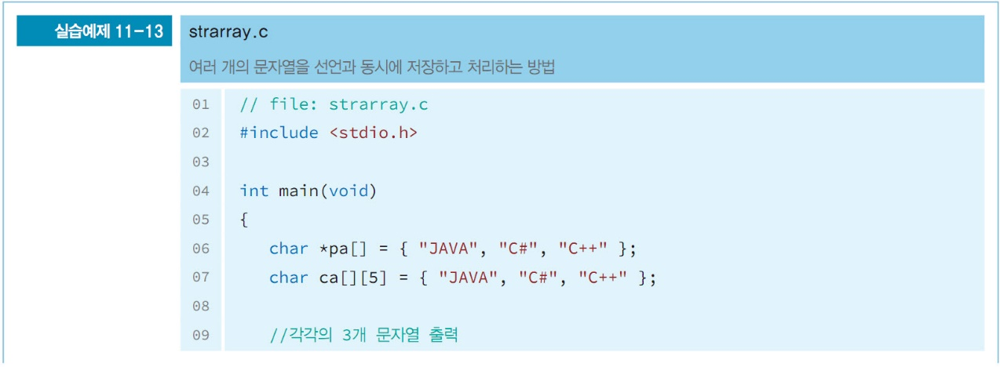 실습예제 11-13
strarray.c
여러 개의 문자열을 선언과 동시에 저장하고 처리하는 방법
01 // file: strarray.c
02 #include <stdio.h>
03
04 int main(void)
05 {
06 char *pa[] = { "JAVA", "C#", "C++" };
07 char ca[][5] = { "JAVA", "C#", "C++" };
08
09 //각각의 3개 문자열 출력